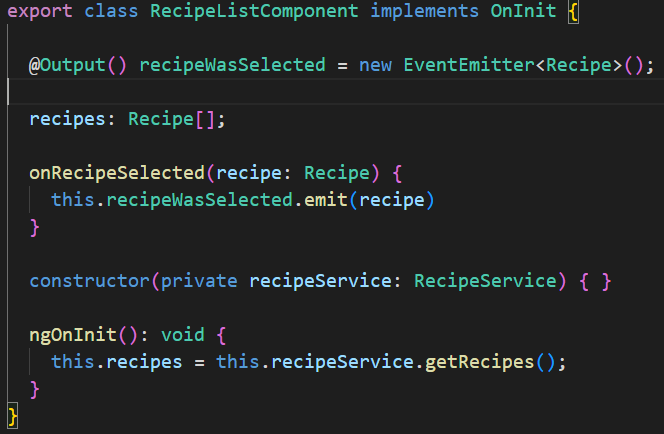 export class RecipeListComponent implements OnInit {
@Output() recipeWasSelected = new EventEmitter<Recipe>();
recipes: Recipe[];
onRecipeSelected(recipe: Recipe) {
this.recipeWasSelected.emit(recipe)
}
constructor(private recipeService: RecipeService) { }
ngOnInit(): void {
this.recipes = this.recipeService.getRecipes();
}
}